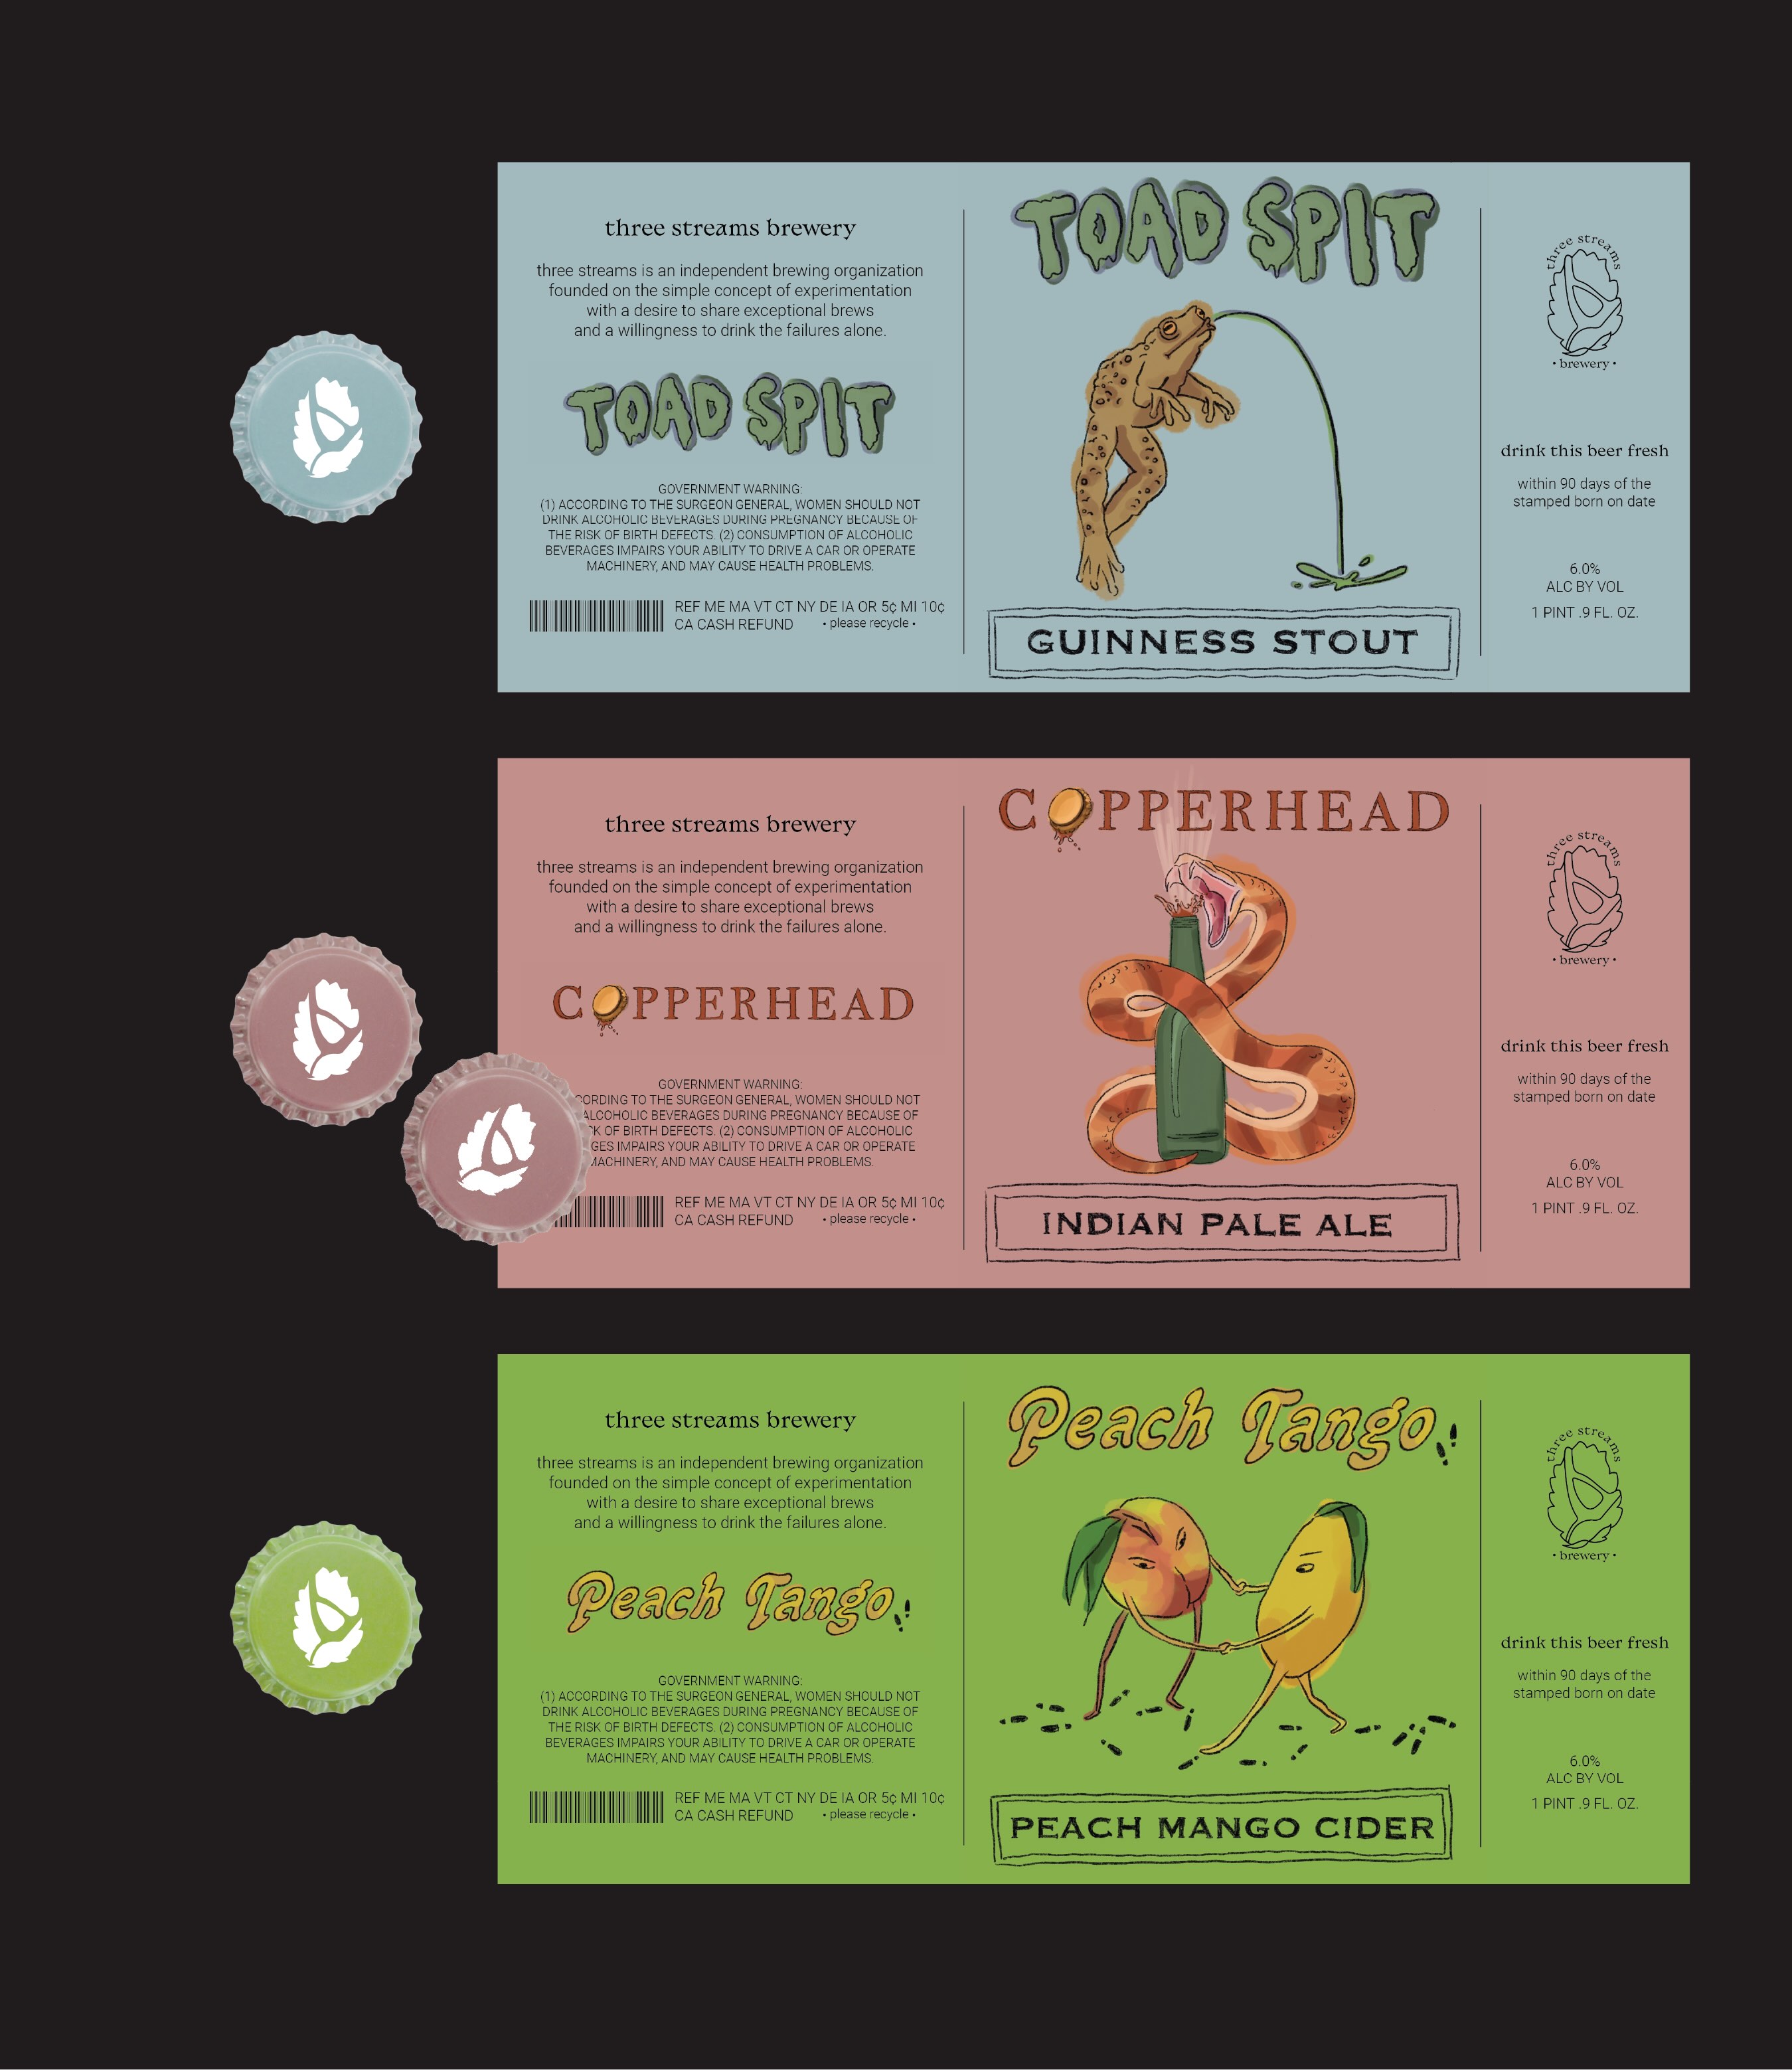 three streams brewery
three streams is an independent brewing organization
founded on the simple concept of experimentation
with a desire to share exceptional brews
and a willingness to drink the failures alone.
TOAD SPIT
GOVERNMENT WARNING:
(1) ACCORDING TO THE SURGEON GENERAL, WOMEN SHOULD NOT
DRINK ALCOHOLIC BEVERAGES DURING PREGNANCY BECAUSE OF
THE RISK OF BIRTH DEFECTS. (2) CONSUMPTION OF ALCOHOLIC
BEVERAGES IMPAIRS YOUR ABILITY TO DRIVE A CAR OR OPERATE
MACHINERY, AND MAY CAUSE HEALTH PROBLEMS.
REF ME MA VT CT NY DE IA OR 5¢ MI 10¢
CA CASH REFUND • please recycle •
TOAD SPIT
GUINNESS STOUT
three streams
• brewery •
drink this beer fresh
within 90 days of the
stamped born on date
6.0%
ALC BY VOL
1 PINT .9 FL. OZ.
three streams brewery
three streams is an independent brewing organization
founded on the simple concept of experimentation
with a desire to share exceptional brews
and a willingness to drink the failures alone.
COPPERHEAD
GOVERNMENT WARNING:
CORDING TO THE SURGEON GENERAL, WOMEN SHOULD NOT
ALCOHOLIC BEVERAGES DURING PREGNANCY BECAUSE OF
SK OF BIRTH DEFECTS. (2) CONSUMPTION OF ALCOHOLIC
GES IMPAIRS YOUR ABILITY TO DRIVE A CAR OR OPERATE
MACHINERY, AND MAY CAUSE HEALTH PROBLEMS.
REF ME MA VT CT NY DE IA OR 5¢ MI 10¢
CA CASH REFUND • please recycle •
COPPERHEAD
INDIAN PALE ALE
three streams
• brewery •
drink this beer fresh
within 90 days of the
stamped born on date
6.0%
ALC BY VOL
1 PINT .9 FL. OZ.
three streams brewery
three streams is an independent brewing organization
founded on the simple concept of experimentation
with a desire to share exceptional brews
and a willingness to drink the failures alone.
Peach Tango
GOVERNMENT WARNING:
(1) ACCORDING TO THE SURGEON GENERAL, WOMEN SHOULD NOT
DRINK ALCOHOLIC BEVERAGES DURING PREGNANCY BECAUSE OF
THE RISK OF BIRTH DEFECTS. (2) CONSUMPTION OF ALCOHOLIC
BEVERAGES IMPAIRS YOUR ABILITY TO DRIVE A CAR OR OPERATE
MACHINERY, AND MAY CAUSE HEALTH PROBLEMS.
REF ME MA VT CT NY DE IA OR 5¢ MI 10¢
CA CASH REFUND • please recycle •
Peach Tango
PEACH MANGO CIDER
three streams
• brewery •
drink this beer fresh
within 90 days of the
stamped born on date
6.0%
ALC BY VOL
1 PINT .9 FL. OZ.